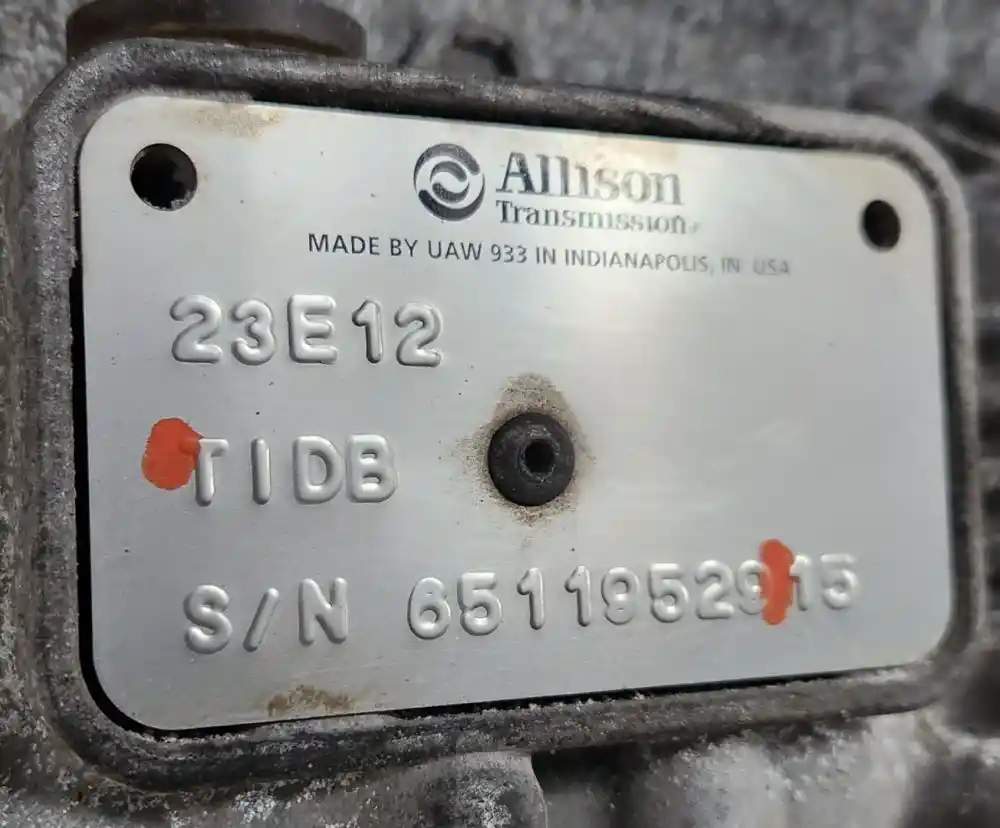 Allison
Transmission
MADE BY UAW 933 IN INDIANAPOLIS, IN USA
23E12
TIDB
S/N 6511952915